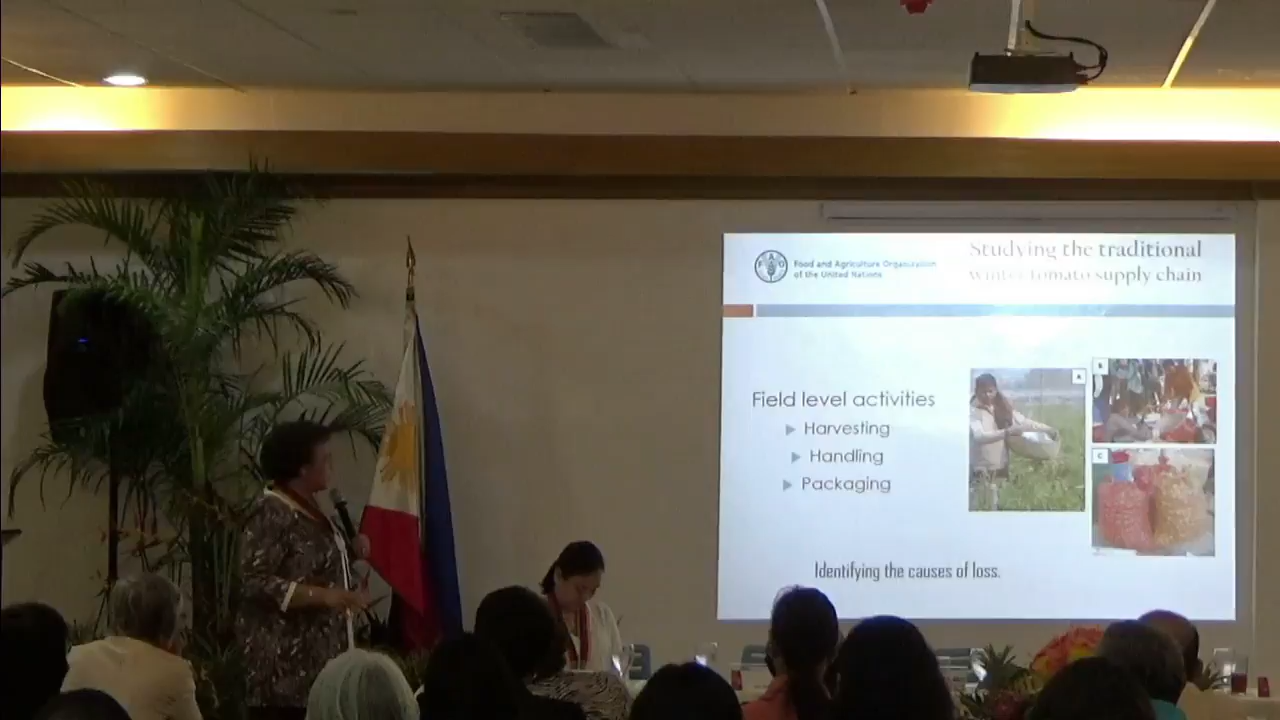 Food and Agriculture Organization
of the United Nations
Studying the traditional
winter tomato supply chain
Field level activities
Harvesting
Handling
Packaging
A
B
C
Identifying the causes of loss.